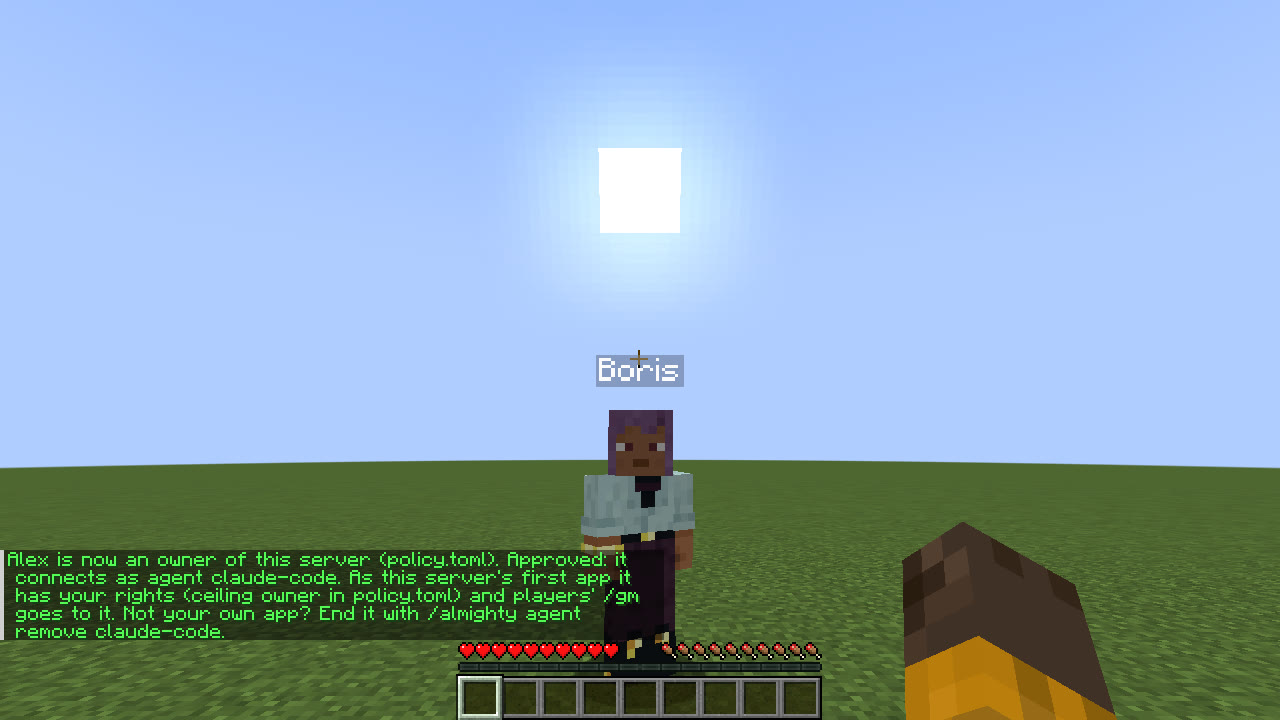 Boris
Alex is now an owner of this server (policy.toml). Approved: it
connects as agent claude-code. As this server's first app it
has your rights (ceiling owner in policy.toml) and players' /gm
goes to it. Not your own app? End it with /almighty agent
remove claude-code.